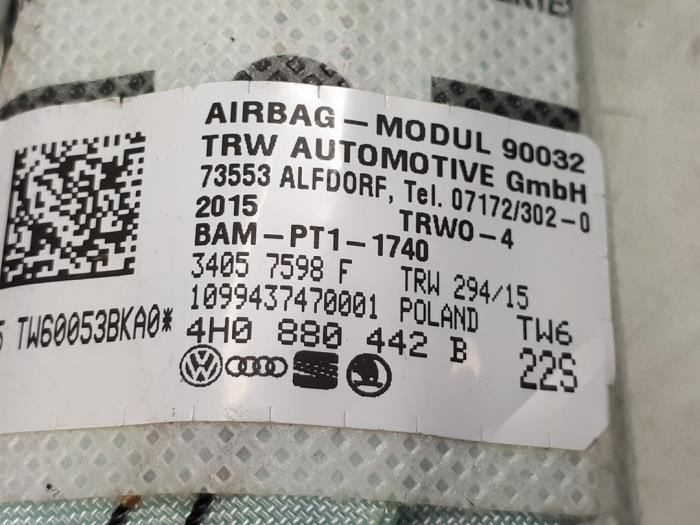 AIRBAG-MODUL 90032
TRW AUTOMOTIVE GmbH
73553 ALFDORF, Tel. 07172/302-0
2015 TRWO-4
BAM-PT1-1740
3405 7598 F TRW 294/15
1099437470001 POLAND TW6
TW60053BKA0* 4H0 880 442 B 22S